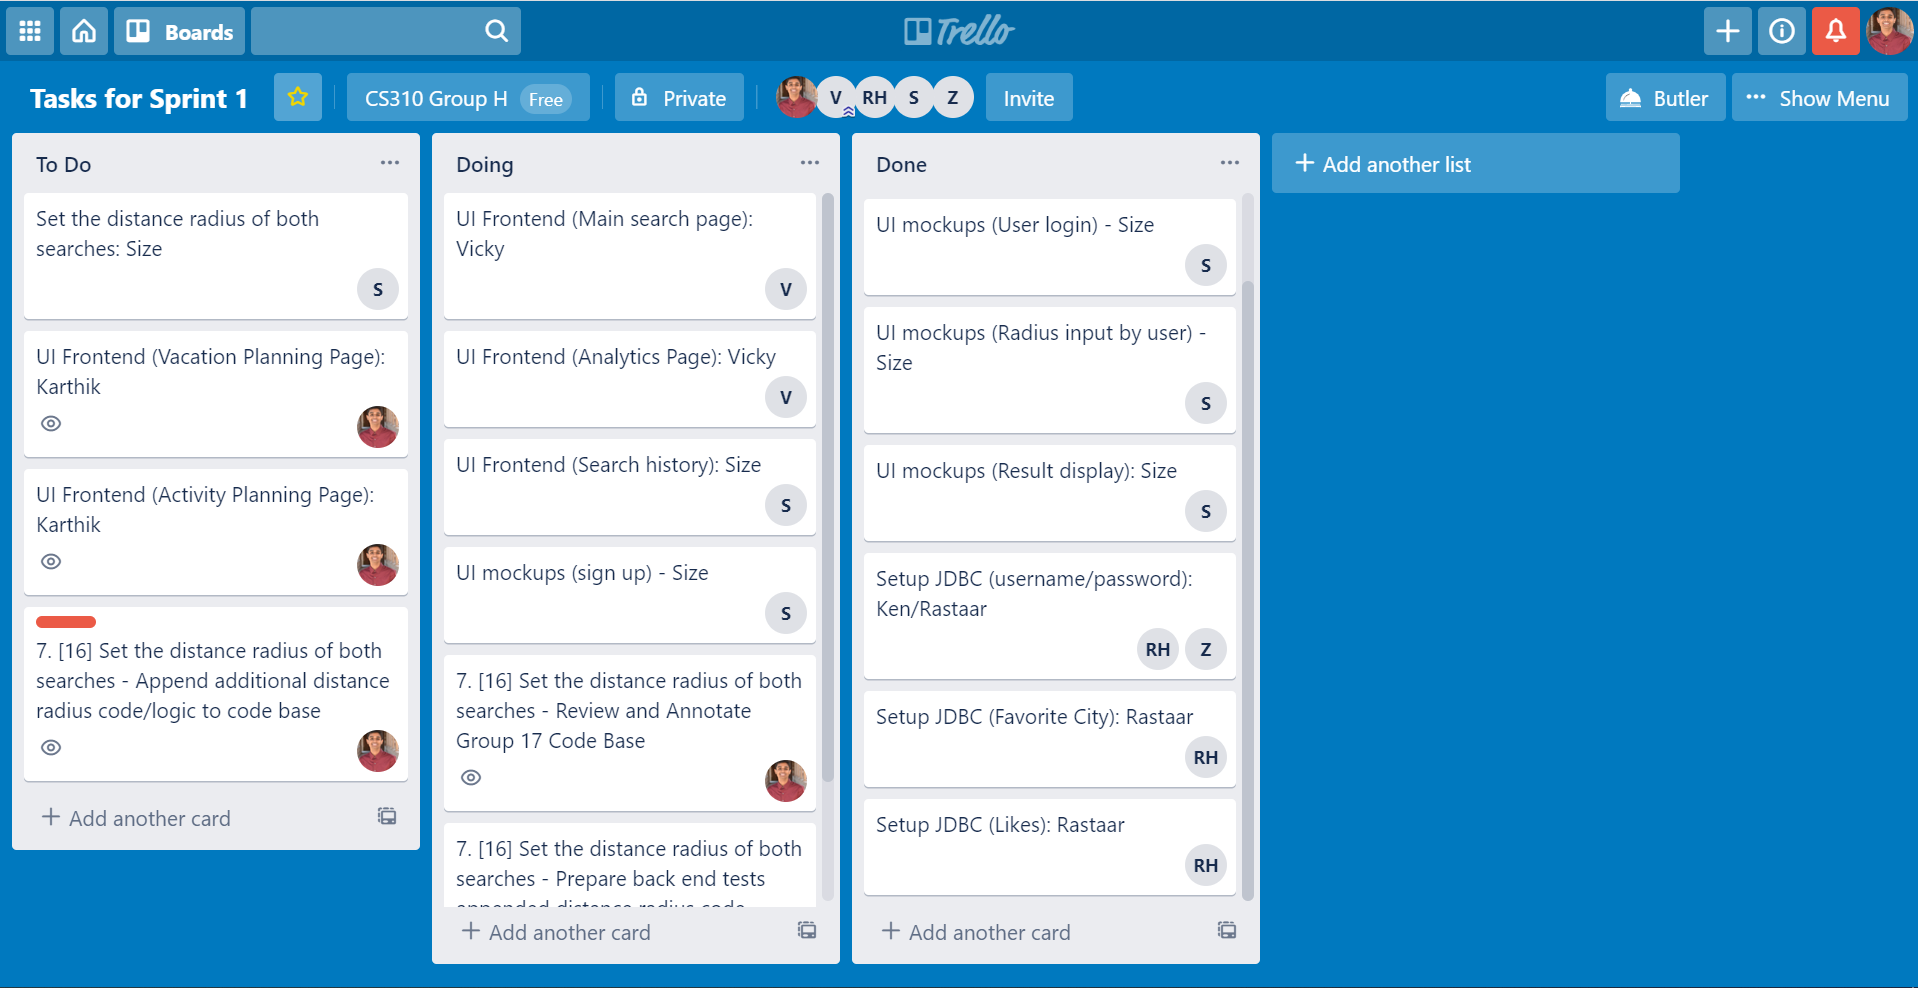 Boards
Trello
Tasks for Sprint 1
CS310 Group H Free
Private
V RH S Z
Invite
Butler
Show Menu
To Do
Set the distance radius of both
searches: Size
S
UI Frontend (Vacation Planning Page):
Karthik
UI Frontend (Activity Planning Page):
Karthik
7. [16] Set the distance radius of both
searches - Append additional distance
radius code/logic to code base
Add another card
Doing
UI Frontend (Main search page):
Vicky
V
UI Frontend (Analytics Page): Vicky
V
UI Frontend (Search history): Size
S
UI mockups (sign up) - Size
S
7. [16] Set the distance radius of both
searches - Review and Annotate
Group 17 Code Base
7. [16] Set the distance radius of both
searches - Prepare back end tests
appended distance radius code
Add another card
Done
UI mockups (User login) - Size
S
UI mockups (Radius input by user) -
Size
S
UI mockups (Result display): Size
S
Setup JDBC (username/password):
Ken/Rastaar
RH Z
Setup JDBC (Favorite City): Rastaar
RH
Setup JDBC (Likes): Rastaar
RH
Add another card
Add another list